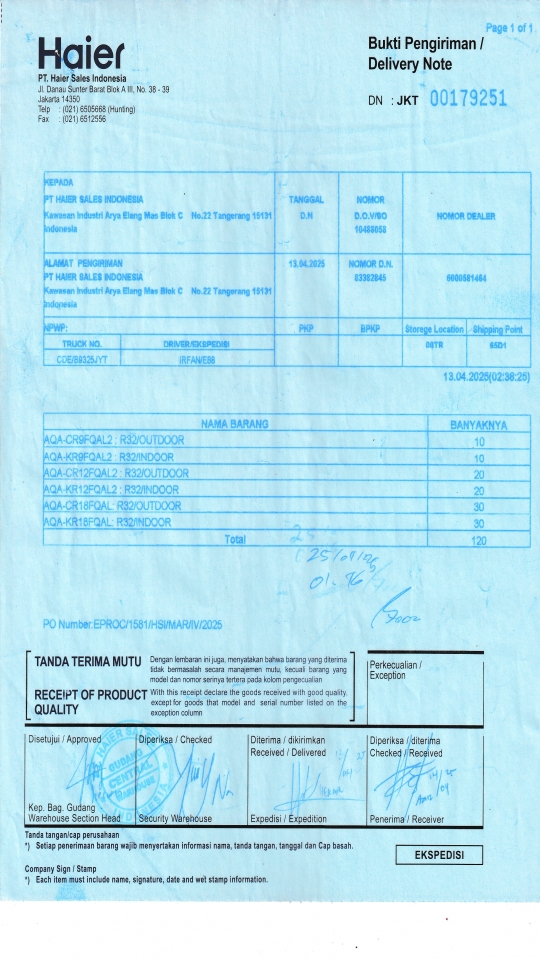 Page 1 of 1
Haier
Bukti Pengiriman /
Delivery Note
PT. Haier Sales Indonesia
Jl. Danau Sunter Barat Blok A III, No. 38 - 39
Jakarta 14350
Telp : (021) 6505668 (Hunting)
Fax : (021) 6512556
DN : JKT 00179251
KEPADA
PT HAIER SALES INDONESIA
Kawasan Industri Arya Elang Mas Blok C No.22 Tangerang 15131
Indonesia
TANGGAL
D.N
NOMOR
D.O.V/SO
10488058
NOMOR DEALER
ALAMAT PENGIRIMAN
PT HAIER SALES INDONESIA
Kawasan Industri Arya Elang Mas Blok C No.22 Tangerang 15131
Indonesia
13.04.2025
NOMOR D.N.
83382845
6000581464
NPWP:
PKP
BPKP
Storege Location
Shipping Point
TRUCK NO.
DRIVER/EKSPEDISI
CDE/B9325JYT
IRFAN/E58
13.04.2025(02:38:25)
NAMA BARANG BANYAKNYA
AQA-CR9FQAL2 : R32/OUTDOOR 10
AQA-KR9FQAL2 : R32/INDOOR 10
AQA-CR12FQAL2 : R32/OUTDOOR 20
AQA-KR12FQAL2 : R32/INDOOR 20
AQA-CR18FQAL: R32/OUTDOOR 30
AQA-KR18FQAL: R32/INDOOR 30
Total 120
PO Number:EPROC/1581/HSI/MAR/IV/2025
TANDA TERIMA MUTU
Dengan lembaran ini juga, menyatakan bahwa barang yang diterima
tidak bermasalah secara manajemen mutu, kecuali barang yang
model dan nomor serinya tertera pada kolom pengecualian
RECEIPT OF PRODUCT
QUALITY
With this receipt declare the goods received with good quality,
except for goods that model and serial number listed on the
exception column
Perkecualian /
Exception
Disetujui / Approved
Kep. Bag. Gudang
Warehouse Section Head
GUDANG
CENTRAL
WAREHOUSE
Diperiksa / Checked
Security Warehouse
Diterima / dikirimkan
Received / Delivered
Expedisi / Expedition
Diperiksa / diterima
Checked / Received
Penerima / Receiver
Tanda tangan/cap perusahaan
*) Setiap penerimaan barang wajib menyertakan informasi nama, tanda tangan, tanggal dan Cap basah.
EKSPEDISI
Company Sign / Stamp
*) Each item must include name, signature, date and wet stamp information.